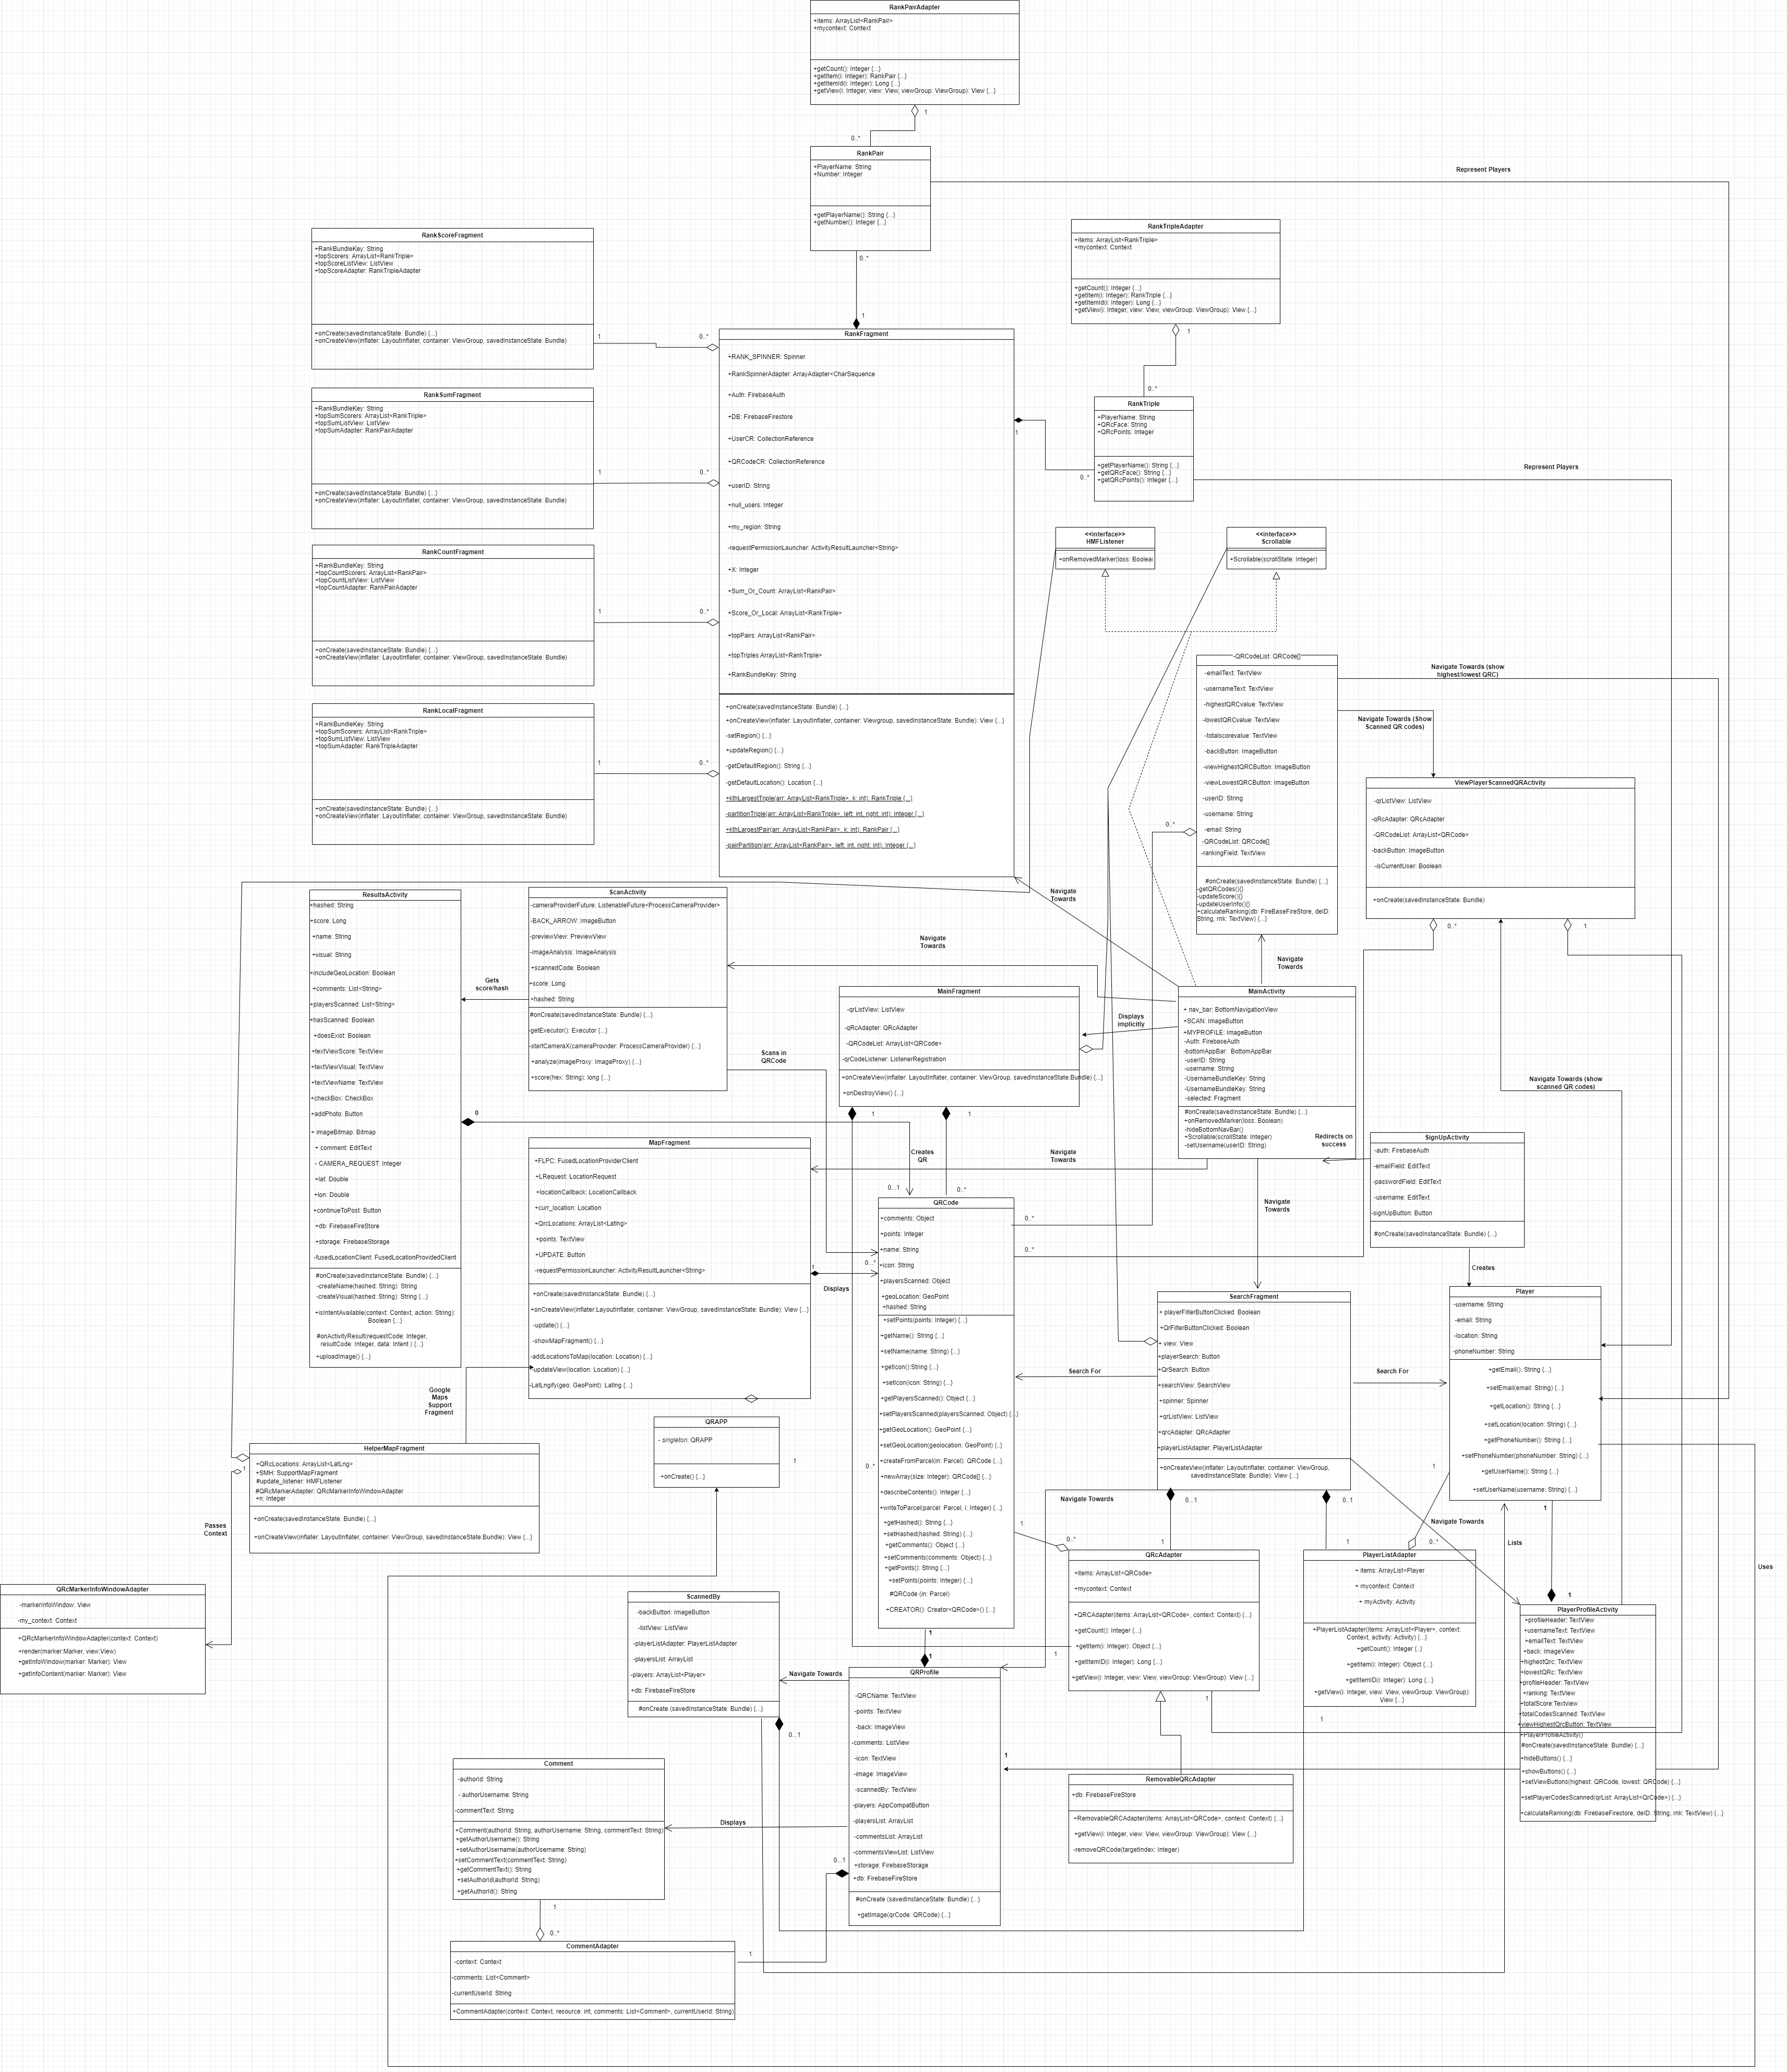 RankPairAdapter
+items: ArrayList<RankPair>
+mycontext: Context
+getCount(): Integer {...}
+getItem(i: Integer): RankPair {...}
+getItemId(i: Integer): Long {...}
+getView(i: Integer, view: View, viewGroup: ViewGroup): View {...}
1
0..*
RankPair
+PlayerName: String
+Number: Integer
+getPlayerName(): String {...}
+getNumber(): Integer {...}
Represent Players
0..*
1
RankTripleAdapter
+items: ArrayList<RankTriple>
+mycontext: Context
+getCount(): Integer {...}
+getItem(i: Integer): RankTriple {...}
+getItemId(i: Integer): Long {...}
+getView(i: Integer, view: View, viewGroup: ViewGroup): View {...}
1
0..*
RankScoreFragment
+RankBundleKey: String
+topScorers: ArrayList<RankTriple>
+topScoreListView: ListView
+topScoreAdapter: RankTripleAdapter
+onCreate(savedInstanceState: Bundle) {...}
+onCreateView(inflater: LayoutInflater, container: ViewGroup, savedInstanceState: Bundle)
1
0..*
RankSumFragment
+RankBundleKey: String
+topSumScorers: ArrayList<RankTriple>
+topSumListView: ListView
+topSumAdapter: RankPairAdapter
+onCreate(savedInstanceState: Bundle) {...}
+onCreateView(inflater: LayoutInflater, container: ViewGroup, savedInstanceState: Bundle)
1
0..*
RankCountFragment
+RankBundleKey: String
+topCountScorers: ArrayList<RankPair>
+topCountListView: ListView
+topCountAdapter: RankPairAdapter
+onCreate(savedInstanceState: Bundle) {...}
+onCreateView(inflater: LayoutInflater, container: ViewGroup, savedInstanceState: Bundle)
1
0..*
RankLocalFragment
+RankBundleKey: String
+topSumScorers: ArrayList<RankTriple>
+topSumListView: ListView
+topSumAdapter: RankTripleAdapter
+onCreate(savedInstanceState: Bundle) {...}
+onCreateView(inflater: LayoutInflater, container: ViewGroup, savedInstanceState: Bundle)
1
0..*
RankFragment
+RANK_SPINNER: Spinner
+RankSpinnerAdapter: ArrayAdapter<CharSequence
+Auth: FirebaseAuth
+DB: FirebaseFirestore
+UserCR: CollectionReference
+QRCodeCR: CollectionReference
+userID: String
+null_users: Integer
+my_region: String
-requestPermissionLauncher: ActivityResultLauncher<String>
+X: Integer
+Sum_Or_Count: ArrayList<RankPair>
+Score_Or_Local: ArrayList<RankTriple>
+topPairs: ArrayList<RankPair>
+topTriples ArrayList<RankTriple>
+RankBundleKey: String
+onCreate(savedInstanceState: Bundle) {...}
+onCreateView(inflater: LayoutInflater, container: Viewgroup, savedInstanceState: Bundle): View {...}
-setRegion() {...}
+updateRegion() {...}
-getDefaultRegion(): String {...}
-getDefaultLocation(): Location {...}
+kthLargestTriple(arr: ArrayList<RankTriple>, k: int): RankTriple {...}
-partitionTriple(arr: ArrayList<RankTriple>, left: int, right: int): Integer {...}
+kthLargestPair(arr: ArrayList<RankPair>, k: int): RankPair {...}
-pairPartition(arr: ArrayList<RankPair>, left: int, right: int): Integer {...}
1
0..*
RankTriple
+PlayerName: String
+QRcFace: String
+QRcPoints: Integer
+getPlayerName(): String {...}
+getQRcFace(): String {...}
+getQRcPoints(): Integer {...}
Represent Players
<<interface>>
HMFListener
+onRemovedMarker(loss: Boolean
<<interface>>
Scrollable
+Scrollable(scrollState: Integer)
-QRCodeList: QRCode[]
-emailText: TextView
-usernameText: TextView
-highestQRCvalue: TextView
-lowestQRCvalue: TextView
-totalscorevalue: TextView
-backButton: ImageButton
-viewHighestQRCButton: ImageButton
-viewLowestQRCButton: ImageButton
-userID: String
-username: String
-email: String
-QRCodeList: QRCode[]
-rankingField: TextView
#onCreate(savedInstanceState: Bundle) {...}
-getQRCodes(){}
-updateScore(){}
-updateUserInfo(){}
+calculateRanking(db: FireBaseFireStore, deID:
String, rnk: TextView) {...}
0..*
Navigate Towards (show
highest/lowest QRC)
Navigate Towards (Show
Scanned QR codes)
ViewPlayerScannedQRActivity
-qrListView: ListView
-qRcAdapter: QRcAdapter
-QRCodeList: ArrayList<QRCode>
-backButton: ImageButton
-isCurrentUser: Boolean
+onCreate(savedInstanceState: Bundle)
0..*
1
Navigate
Towards
ResultsActivity
+hashed: String
+score: Long
+name: String
+visual: String
+includeGeoLocation: Boolean
+comments: List<String>
+playersScanned: List<String>
+hasScanned: Boolean
+doesExist: Boolean
+textViewScore: TextView
+textViewVisual: TextView
+textViewName: TextView
+checkBox: CheckBox
+addPhoto: Button
+ imageBitmap: Bitmap
+ comment: EditText
- CAMERA_REQUEST: Integer
+lat: Double
+lon: Double
+continueToPost: Button
+db: FirebaseFireStore
+storage: FirebaseStorage
-fusedLocationClient: FusedLocationProvidedClient
#onCreate(savedInstanceState: Bundle) {...}
-createName(hashed: String): String
-createVisual(hashed: String): String {...}
+isIntentAvailable(context: Context, action: String):
Boolean {...}
#onActivityResult(requestCode: Integer,
resultCode: Integer, data: Intent ) {...}
+uploadImage() {...}
Gets
score/hash
0
ScanActivity
-cameraProviderFuture: ListenableFuture<ProcessCameraProvider>
-BACK_ARROW: ImageButton
-previewView: PreviewView
-imageAnalysis: ImageAnalysis
+scannedCode: Boolean
+score: Long
+hashed: String
#onCreate(savedInstanceState: Bundle) {...}
-getExecutor(): Executor {...}
-startCameraX(cameraProvider: ProcessCameraProvider) {...}
+analyze(imageProxy: ImageProxy) {...}
+score(hex: String): long {...}
Navigate
Towards
Scans in
QRCode
MainFragment
-qrListView: ListView
-qRcAdapter: QRcAdapter
-QRCodeList: ArrayList<QRCode>
-qrCodeListener: ListenerRegistration
+onCreateView(inflater: LayoutInflater, container: ViewGroup, savedInstanceState:Bundle) {...}
+onDestroyView() {...}
1
1
Displays
implicitly
Navigate
Towards
MainActivity
+ nav_bar: BottomNavigationView
+SCAN: ImageButton
+MYPROFILE: ImageButton
-Auth: FirebaseAuth
-bottomAppBar: BottomAppBar
-userID: String
-username: String
-UsernameBundleKey: String
-UsernameBundleKey: String
-selected: Fragment
#onCreate(savedInstanceState: Bundle) {...}
+onRemovedMarker(loss: Boolean)
-hideBottomNavBar()
+Scrollable(scrollState: Integer)
-setUsername(userID: String)
Navigate Towards (show
scanned QR codes)
Redirects on
success
SignUpActivity
-auth: FirebaseAuth
-emailField: EditText
-passwordField: EditText
-username: EditText
-signUpButton: Button
#onCreate(savedInstanceState: Bundle) {...}
Creates
MapFragment
+FLPC: FusedLocationProviderClient
+LRequest: LocationRequest
+locationCallback: LocationCallback
+curr_location: Location
+QrcLocations: ArrayList<Latlng>
+points: TextView
+UPDATE: Button
-requestPermissionLauncher: ActivityResultLauncher<String>
+onCreate(savedInstanceState: Bundle) {...}
+onCreateView(inflater:LayoutInflater, container: ViewGroup, savedInstanceState: Bundle): View {...}
-update() {...}
-showMapFragment() {...}
-addLocationsToMap(location: Location) {...}
-updateView(location: Location) {...}
-LatLngify(geo: GeoPoint): Latlng {...}
1
0..*
Displays
Creates
QR
0...1
0..*
Navigate
Towards
Navigate
Towards
QRCode
+comments: Object
+points: Integer
+name: String
+icon: String
+playersScanned: Object
+geoLocation: GeoPoint
+hashed: String
+setPoints(points: Integer) {...}
+getName(): String {...}
+setName(name: String) {...}
+getIcon():String {...}
+setIcon(icon: String) {...}
+getPlayersScanned(): Object {...}
+setPlayersScanned(playersScanned: Object) {...}
+getGeoLocation(): GeoPoint {...}
+setGeoLocation(geolocation: GeoPoint) {...}
+createFromParcel(in: Parcel): QRCode {...}
+newArray(size: Integer): QRCode[] {...}
+describeContents(): Integer {...}
+writeToParcel(parcel: Parcel, i: Integer) {...}
+getHashed(): String {...}
+setHashed(hashed: String) {...}
+getComments(): Object {...}
+setComments(comments: Object) {...}
+getPoints(): String {...}
+setPoints(points: Integer) {...}
#QRCode (in: Parcel)
+CREATOR(): Creator<QRCode>() {...}
0..*
0..*
1
0..*
1
SearchFragment
+ playerFilterButtonClicked: Boolean
+QrFilterButtonClicked: Boolean
+ view: View
+playerSearch: Button
+QrSearch: Button
+searchView: SearchView
+spinner: Spinner
+qrListView: ListView
+qrcAdapter: QRcAdapter
+playerListAdapter: PlayerListAdapter
+onCreateView(inflater: LayoutInflater, container: ViewGroup,
savedInstanceState: Bundle): View {...}
Search For
Search For
0...1
0...1
Navigate Towards
Player
-username: String
-email: String
-location: String
-phoneNumber: String
+getEmail(): String {...}
+setEmail(email: String) {...}
+getLocation(): String {...}
+setLocation(location: String) {...}
+getPhoneNumber(): String {...}
+setPhoneNumber(phoneNumber: String) {...}
+getUserName(): String {...}
+setUserName(username: String) {...}
1
1
Navigate Towards
Lists
Uses
Google
Maps
Support
Fragment
HelperMapFragment
+QRcLocations: ArrayList<LatLng>
+SMH: SupportMapFragment
#update_listener: HMFListener
#QRcMarkerAdapter: QRcMarkerInfoWindowAdapter
+n: Integer
+onCreate(savedInstanceState: Bundle) {...}
+onCreateView(inflater: LayoutInflater, container: ViewGroup, savedInstanceState:Bundle): View {...}
1
Passes
Context
QRcMarkerInfoWindowAdapter
-markerInfoWindow: View
-my_context: Context
+QRcMarkerInfoWindowAdapter(context: Context)
+render(marker:Marker, view:View)
+getInfoWindow(marker: Marker): View
+getInfoContent(marker: Marker): View
QRAPP
- singleton: QRAPP
+onCreate() {...}
1
ScannedBy
-backButton: ImageButton
-listView: ListView
-playerListAdapter: PlayerListAdapter
-playersList: ArrayList
-players: ArrayList<Player>
+db: FirebaseFireStore
#onCreate (savedInstanceState: Bundle) {...}
0...1
Navigate Towards
QRProfile
-QRCName: TextView
-points: TextView
-back: ImageView
-comments: ListView
-icon: TextView
-image: ImageView
-scannedBy: TextView
-players: AppCompatButton
-playersList: ArrayList
-commentsList: ArrayList
-commentsViewList: ListView
+storage: FirebaseStorage
+db: FirebaseFireStore
#onCreate (savedInstanceState: Bundle) {...}
+getImage(qrCode: QRCode) {...}
1
1
0...1
Displays
QRcAdapter
+items: ArrayList<QRCode>
+mycontext: Context
+QRCAdapter(items: ArrayList<QRCode>, context: Context) {...}
+getCount(): Integer {...}
+getItem(i: Integer): Object {...}
+getItemID(i: Integer): Long {...}
+getView(i: Integer, view: View, viewGroup: ViewGroup): View {...}
0..*
1
1
1
RemovableQRcAdapter
+db: FirebaseFireStore
+RemovableQRCAdapter(items: ArrayList<QRCode>, context: Context) {...}
+getView(i: Integer, view: View, viewGroup: ViewGroup): View {...}
-removeQRCode(targetIndex: Integer)
PlayerListAdapter
+ items: ArrayList<Player
+ mycontext: Context
+ myActivity: Activity
+PlayerListAdapter(items: ArrayList<Player>, context:
Context, activity: Activity) {...}
+getCount(): Integer {..}
+getItem(i: Integer): Object {...}
+getItemID(i: Integer): Long {...}
+getView(i: Integer, view: View, viewGroup: ViewGroup):
View {...}
1
0..*
1
PlayerProfileActivity
+profileHeader: TextView
+usernameText: TextView
+emailText: TextView
+back: ImageView
+highestQrc: TextView
+lowestQRc: TextView
+profileHeader: TextView
+ranking: TextView
+totalScore:TextView
+totalCodesScanned: TextView
+viewHighestQrcButton: TextView
+PlayerProfileActivity()
#onCreate(savedInstanceState: Bundle) {...}
+hideButtons() {...}
+showButtons() {...}
+setViewButtons(highest: QRCode, lowest: QRCode) {...}
+setPlayerCodesScanned(qrList: ArrayList<QrCode>) {...}
+calculateRanking(db: FirebaseFirestore, deID: String, rnk: TextView) {...}
1
Comment
-authorId: String
- authorUsername: String
-commentText: String
+Comment(authorId: String, authorUsername: String, commentText: String)
+getAuthorUsername(): String
+setAuthorUsername(authorUsername: String)
+setCommentText(commentText: String)
+getCommentText(): String
+setAuthorId(authorId: String)
+getAuthorId(): String
1
0..*
CommentAdapter
-context: Context
-comments: List<Comment>
-currentUserId: String
+CommentAdapter(context: Context, resource: int, comments: List<Comment>, currentUserId: String)
1